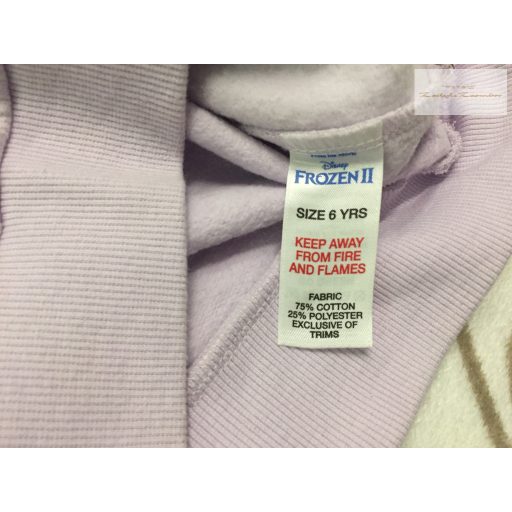 Disney
FROZEN II
SIZE 6 YRS
KEEP AWAY
FROM FIRE
AND FLAMES
FABRIC
75% COTTON
25% POLYESTER
EXCLUSIVE OF
TRIMS